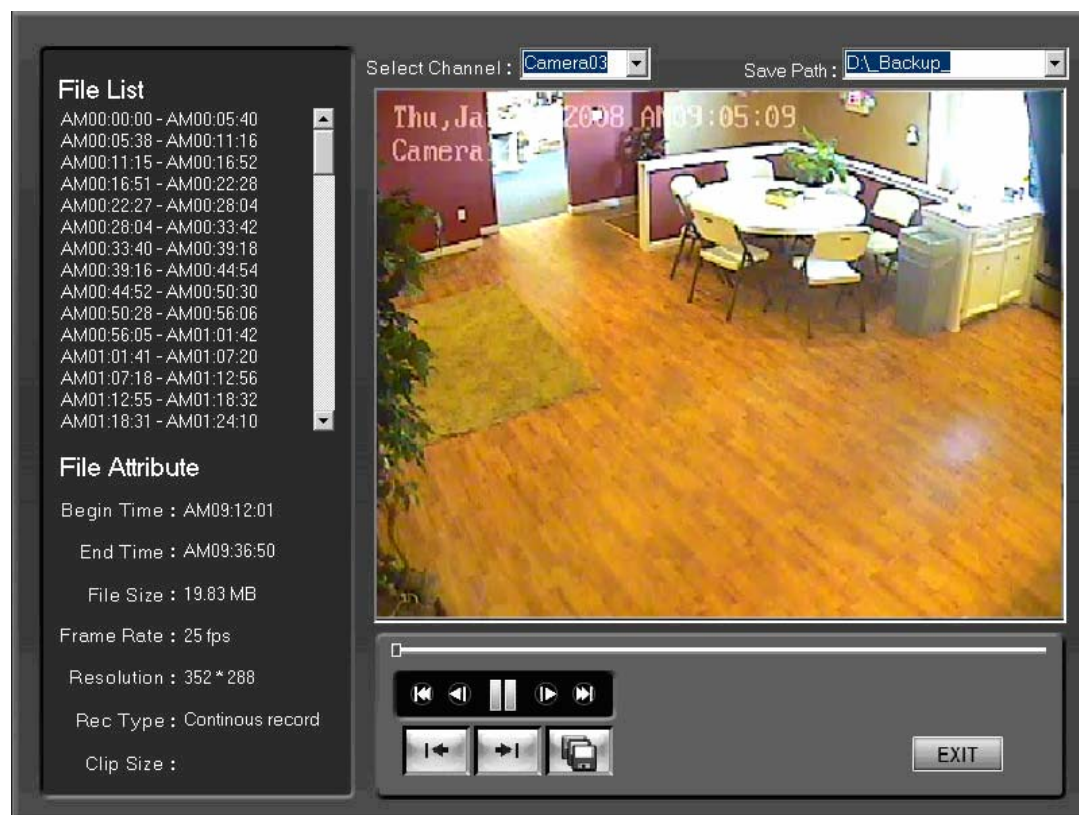 Select Channel : Camera03
Save Path : D:\_Backup_
File List
AM00:00:00 - AM00:05:40
AM00:05:38 - AM00:11:16
AM00:11:15 - AM00:16:52
AM00:16:51 - AM00:22:28
AM00:22:27 - AM00:28:04
AM00:28:04 - AM00:33:42
AM00:33:40 - AM00:39:18
AM00:39:16 - AM00:44:54
AM00:44:52 - AM00:50:30
AM00:50:28 - AM00:56:06
AM00:56:05 - AM01:01:42
AM01:01:41 - AM01:07:20
AM01:07:18 - AM01:12:56
AM01:12:55 - AM01:18:32
AM01:18:31 - AM01:24:10
File Attribute
Begin Time : AM09:12:01
End Time : AM09:36:50
File Size : 19.83 MB
Frame Rate : 25 fps
Resolution : 352 * 288
Rec Type : Continous record
Clip Size :
Thu, 2008 AM09:05:09
Camera
EXIT